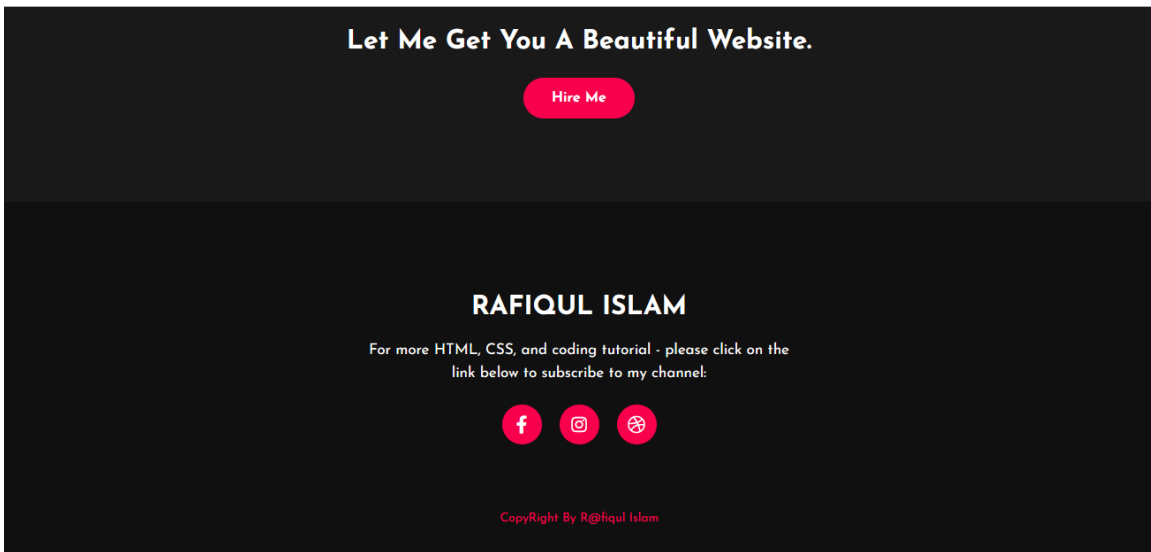 Let Me Get You A Beautiful Website.
Hire Me
RAFIQUL ISLAM
For more HTML, CSS, and coding tutorial - please click on the
link below to subscribe to my channel:
CopyRight By R@fiqul Islam